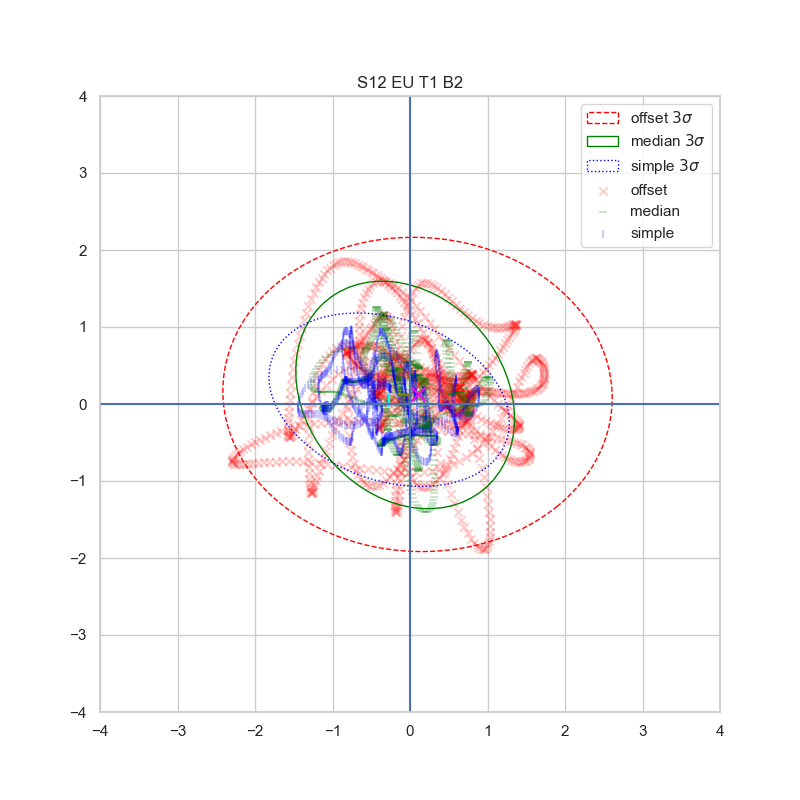 S12 EU T1 B2
offset 3σ
median 3σ
simple 3σ
offset
median
simple
4
3
2
1
0
−1
−2
−3
−4
−4 −3 −2 −1 0 1 2 3 4